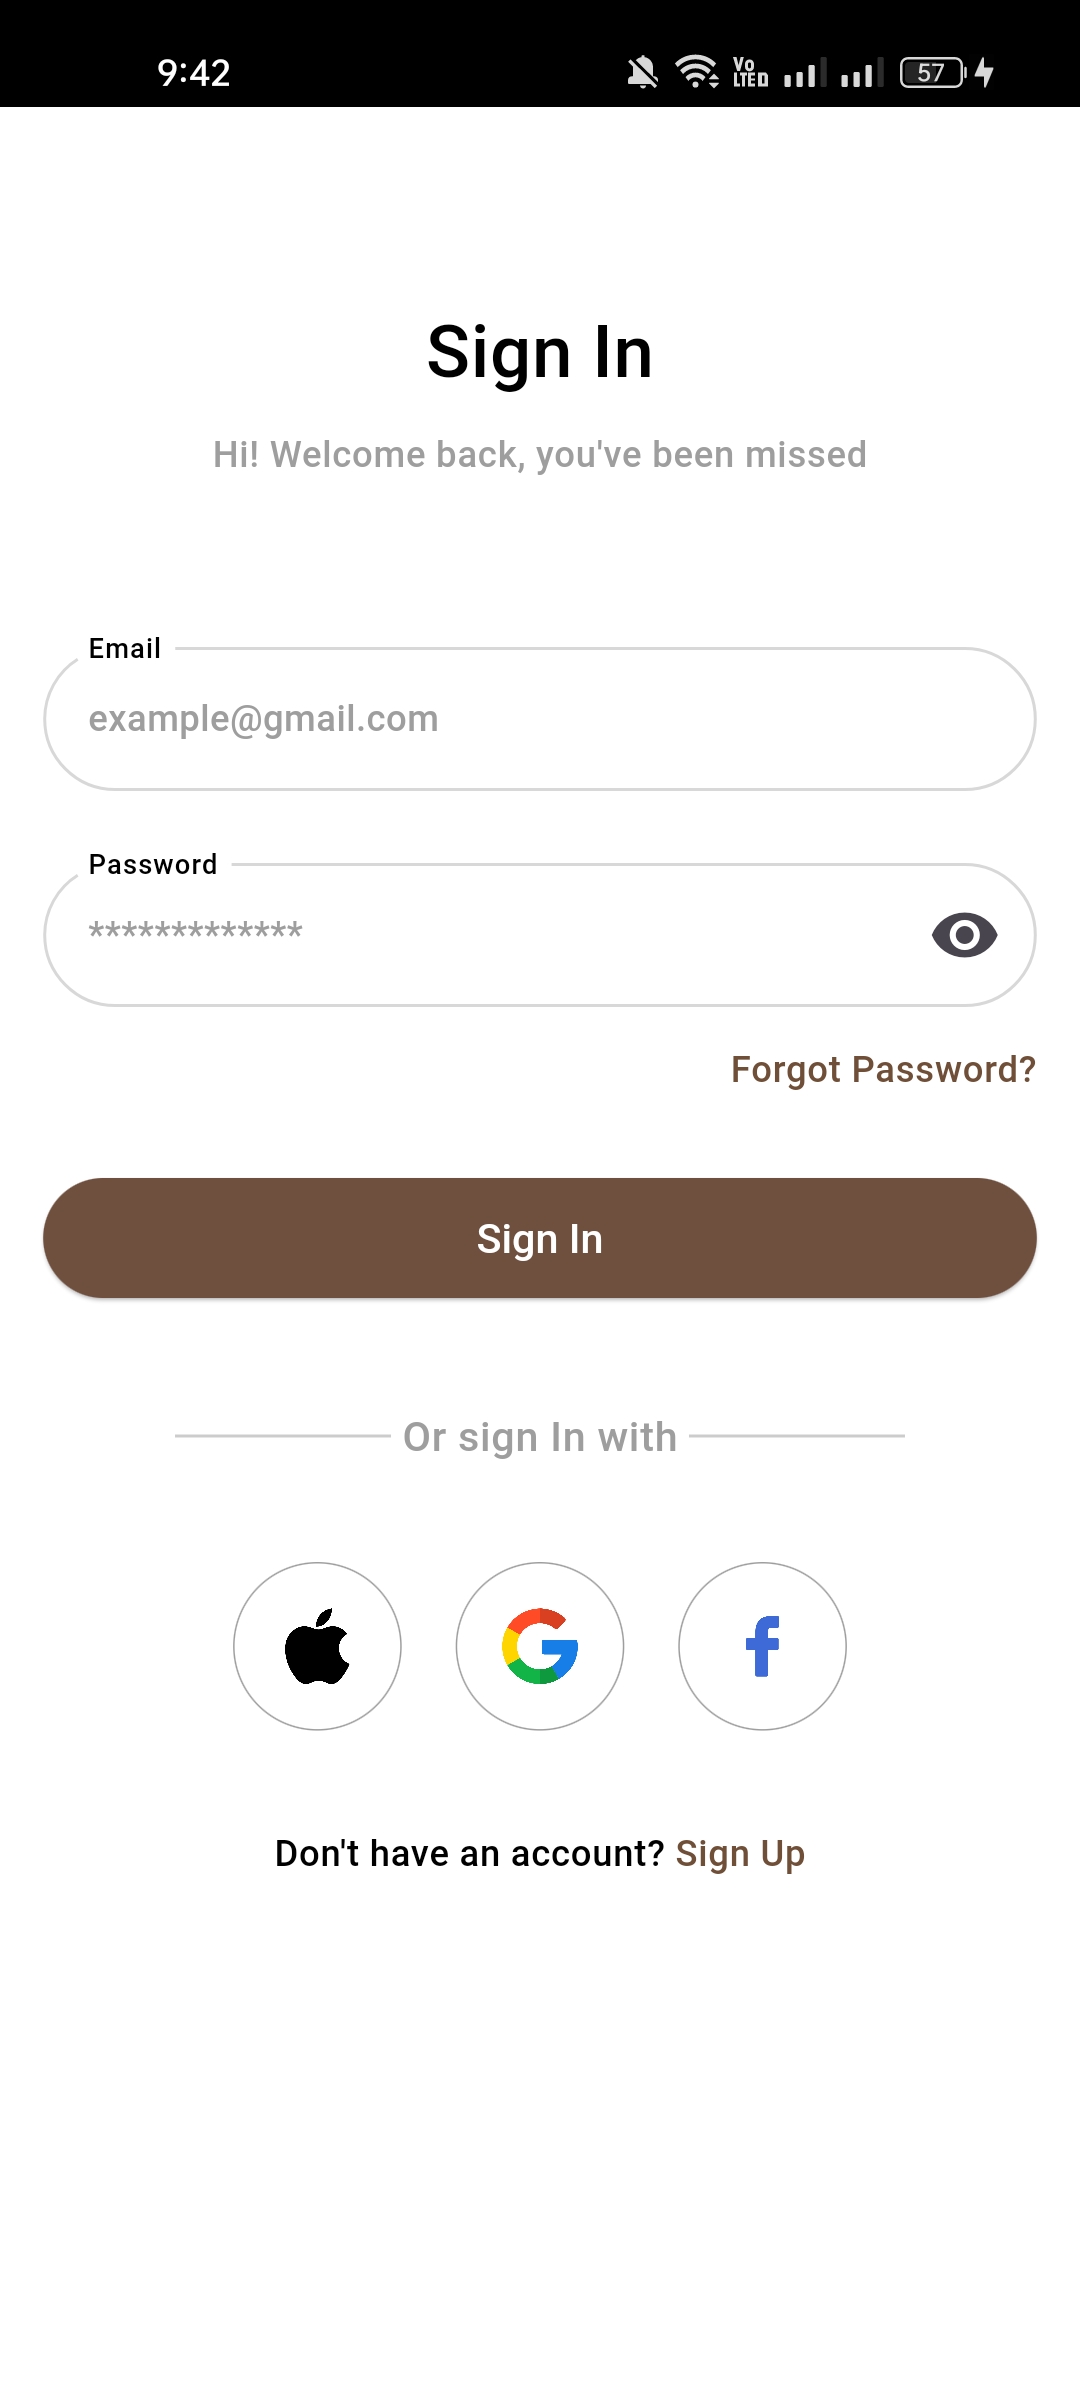 9:42
Vo
LTED
57
Sign In
Hi! Welcome back, you've been missed
Email
example@gmail.com
Password
*************
Forgot Password?
Sign In
Or sign In with
Don't have an account? Sign Up